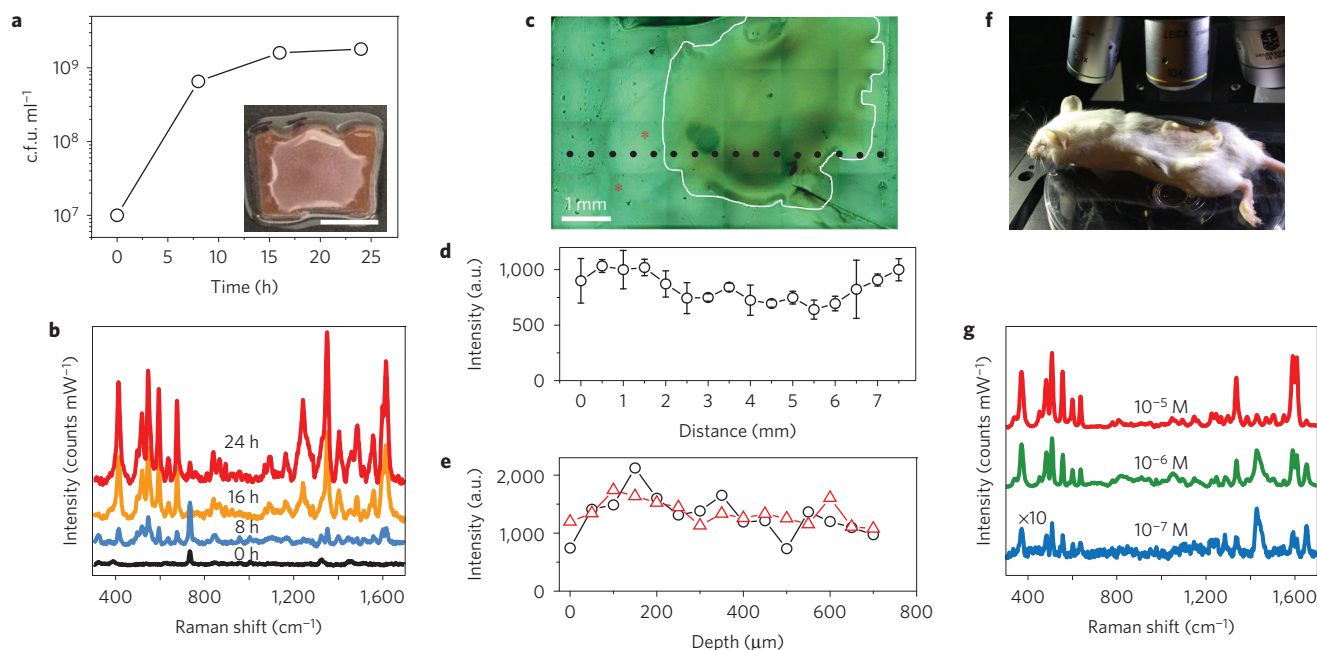 a
c.f.u. ml⁻¹
10⁹
10⁸
10⁷
0 5 10 15 20 25
Time (h)
b
Intensity (counts mW⁻¹)
24 h
16 h
8 h
0 h
400 800 1,200 1,600
Raman shift (cm⁻¹)
c
*
*
1 mm
d
Intensity (a.u.)
1,000
500
0
0 1 2 3 4 5 6 7
Distance (mm)
e
Intensity (a.u.)
2,000
1,000
0
0 200 400 600 800
Depth (μm)
f
LEICA
g
Intensity (counts mW⁻¹)
10⁻⁵ M
10⁻⁶ M
×10
10⁻⁷ M
400 800 1,200 1,600
Raman shift (cm⁻¹)